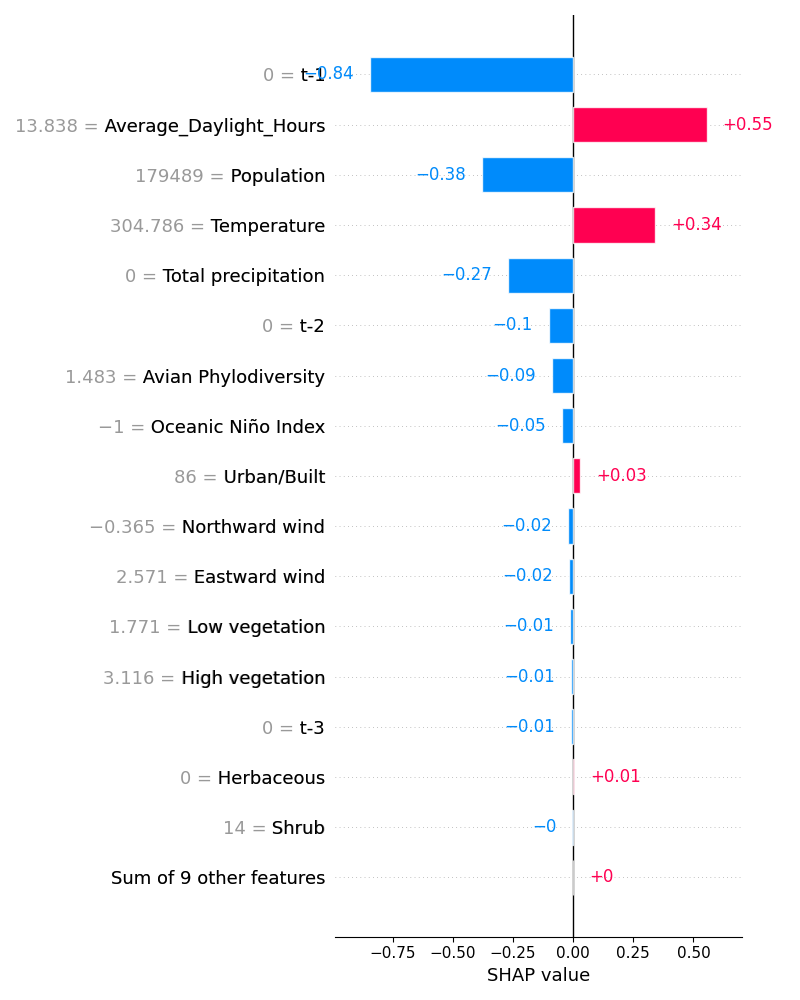 0 = t-1 −0.84
13.838 = Average_Daylight_Hours +0.55
179489 = Population −0.38
304.786 = Temperature +0.34
0 = Total precipitation −0.27
0 = t-2 −0.1
1.483 = Avian Phylodiversity −0.09
−1 = Oceanic Niño Index −0.05
86 = Urban/Built +0.03
−0.365 = Northward wind −0.02
2.571 = Eastward wind −0.02
1.771 = Low vegetation −0.01
3.116 = High vegetation −0.01
0 = t-3 −0.01
0 = Herbaceous +0.01
14 = Shrub −0
Sum of 9 other features +0
−0.75 −0.50 −0.25 0.00 0.25 0.50
SHAP value